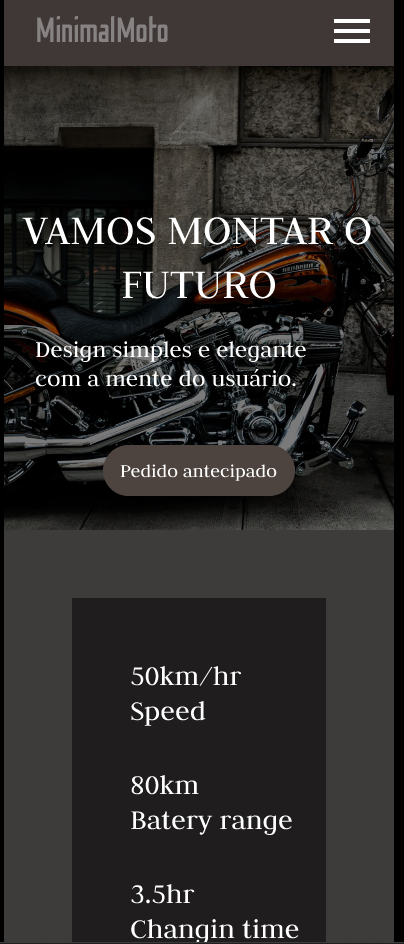 MinimalMoto
VAMOS MONTAR O
FUTURO
Design simples e elegante
com a mente do usuário.
Pedido antecipado
50km/hr
Speed
80km
Batery range
3.5hr
Changin time